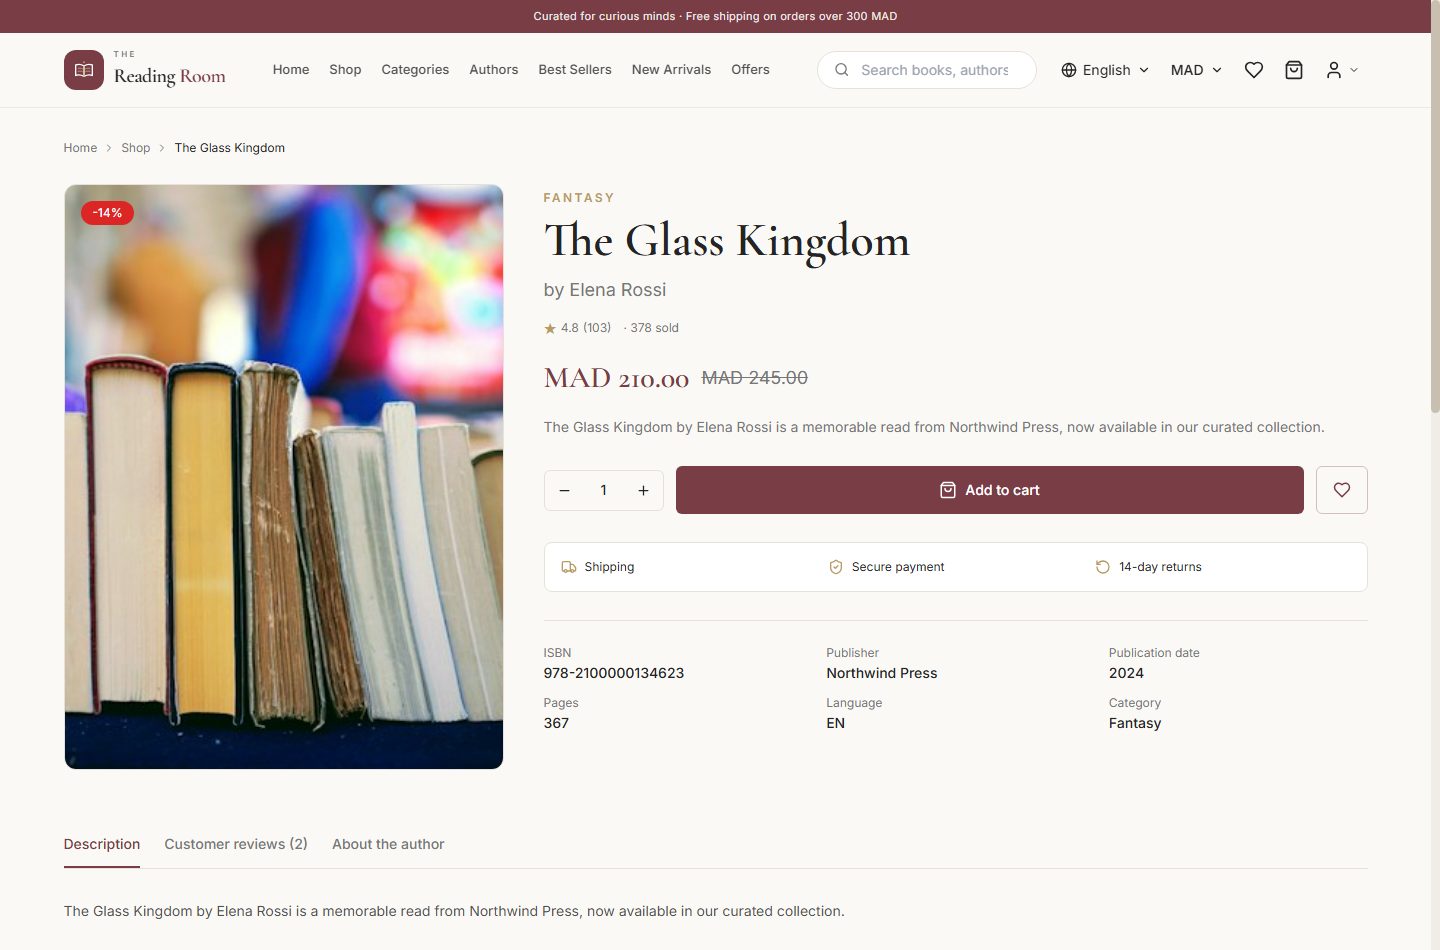 Curated for curious minds · Free shipping on orders over 300 MAD
THE
Reading Room
Home Shop Categories Authors Best Sellers New Arrivals Offers
Search books, authors
English MAD
Home > Shop > The Glass Kingdom
-14%
FANTASY
The Glass Kingdom
by Elena Rossi
★ 4.8 (103) · 378 sold
MAD 210.00 MAD 245.00
The Glass Kingdom by Elena Rossi is a memorable read from Northwind Press, now available in our curated collection.
− 1 + Add to cart
Shipping Secure payment 14-day returns
ISBN Publisher Publication date
978-2100000134623 Northwind Press 2024
Pages Language Category
367 EN Fantasy
Description Customer reviews (2) About the author
The Glass Kingdom by Elena Rossi is a memorable read from Northwind Press, now available in our curated collection.